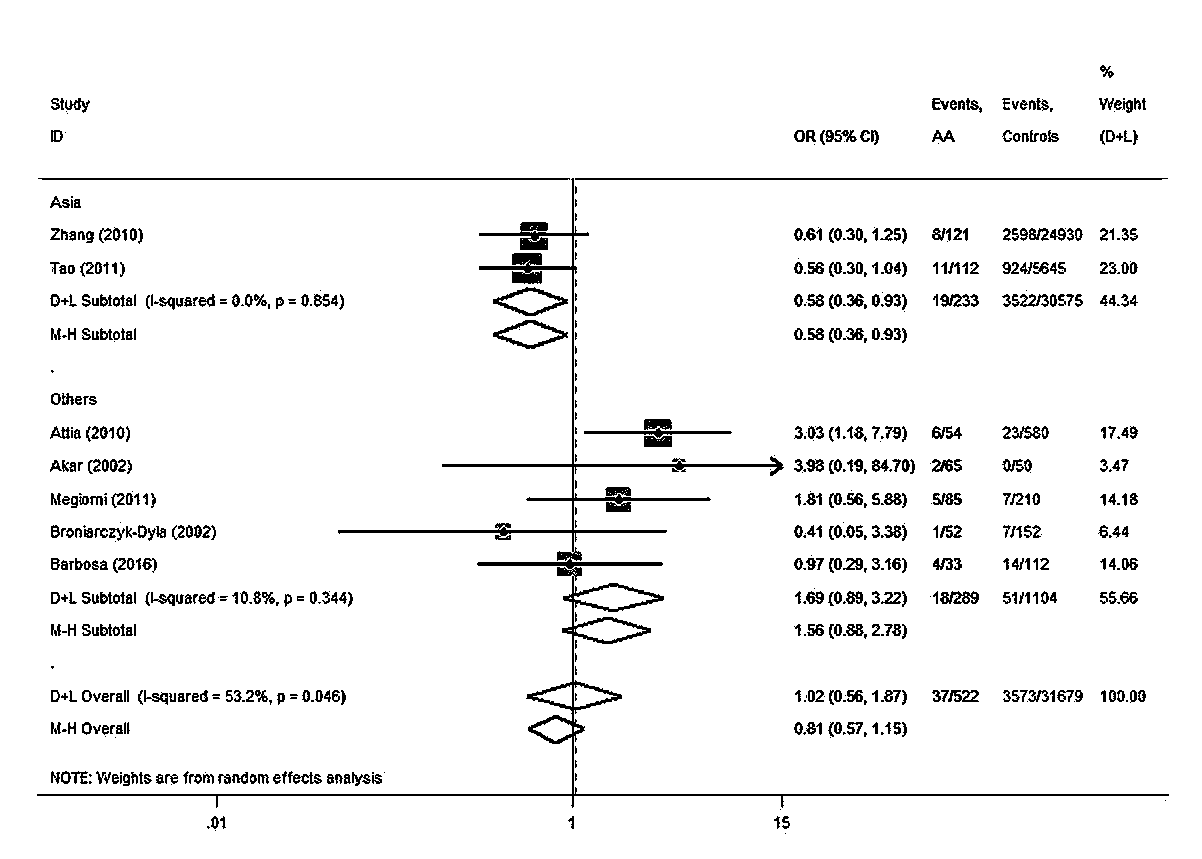 %
Study Events, Events, Weight
ID OR (95% CI) AA Controls (D+L)
Asia
Zhang (2010) 0.61 (0.30, 1.25) 8/121 2598/24930 21.35
Tao (2011) 0.56 (0.30, 1.04) 11/112 924/5645 23.00
D+L Subtotal (I-squared = 0.0%, p = 0.854) 0.58 (0.36, 0.93) 19/233 3522/30575 44.34
M-H Subtotal 0.58 (0.36, 0.93)
.
Others
Attia (2010) 3.03 (1.18, 7.79) 6/54 23/580 17.49
Akar (2002) 3.98 (0.19, 84.70) 2/65 0/50 3.47
Megiorni (2011) 1.81 (0.56, 5.88) 5/85 7/210 14.18
Broniarczyk-Dyla (2002) 0.41 (0.05, 3.38) 1/52 7/152 6.44
Barbosa (2016) 0.97 (0.29, 3.16) 4/33 14/112 14.06
D+L Subtotal (I-squared = 10.8%, p = 0.344) 1.69 (0.89, 3.22) 18/289 51/1104 55.66
M-H Subtotal 1.56 (0.88, 2.78)
.
D+L Overall (I-squared = 53.2%, p = 0.046) 1.02 (0.56, 1.87) 37/522 3573/31679 100.00
M-H Overall 0.81 (0.57, 1.15)
NOTE: Weights are from random effects analysis
.01 1 15